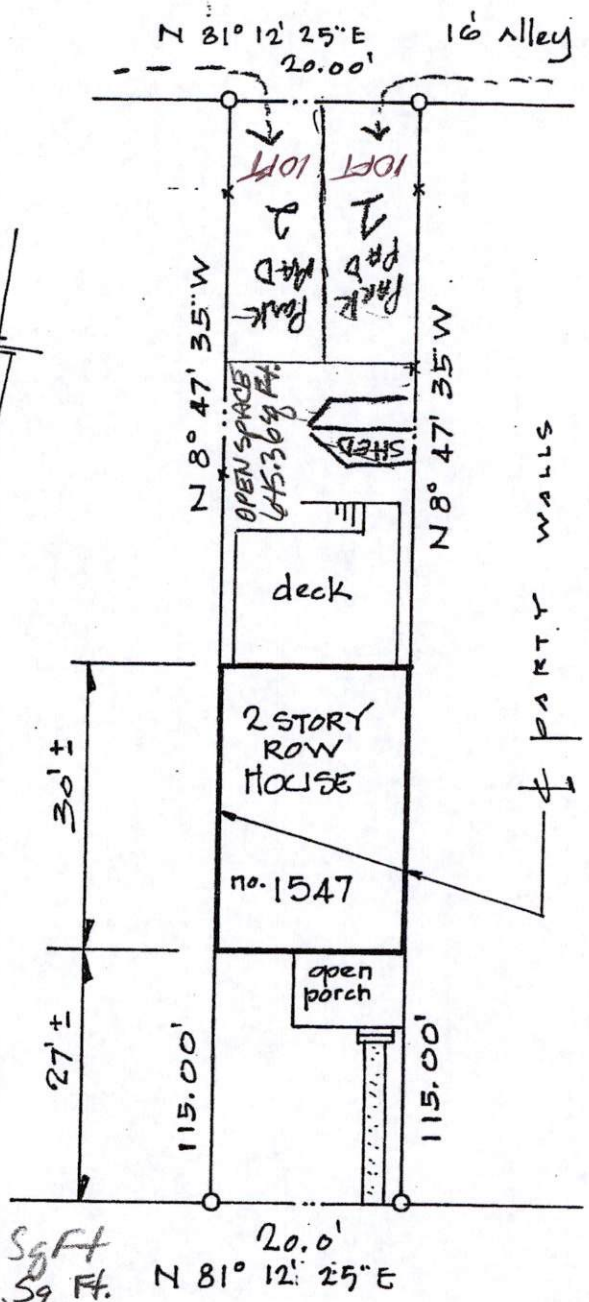 N 81° 12' 25" E
20.00'
16' Alley
10FT
10FT
2
PARK
PAD
1
PARK
PAD
N 8° 47' 35" W
OPEN SPACE
645.36 sq Ft.
SHED
N 8° 47' 35" W
deck
30' ±
2 STORY
ROW
HOUSE
no. 1547
PARTY WALLS
open
porch
27' ±
115.00'
115.00'
Sq Ft
Sq Ft.
20.0'
N 81° 12' 25" E